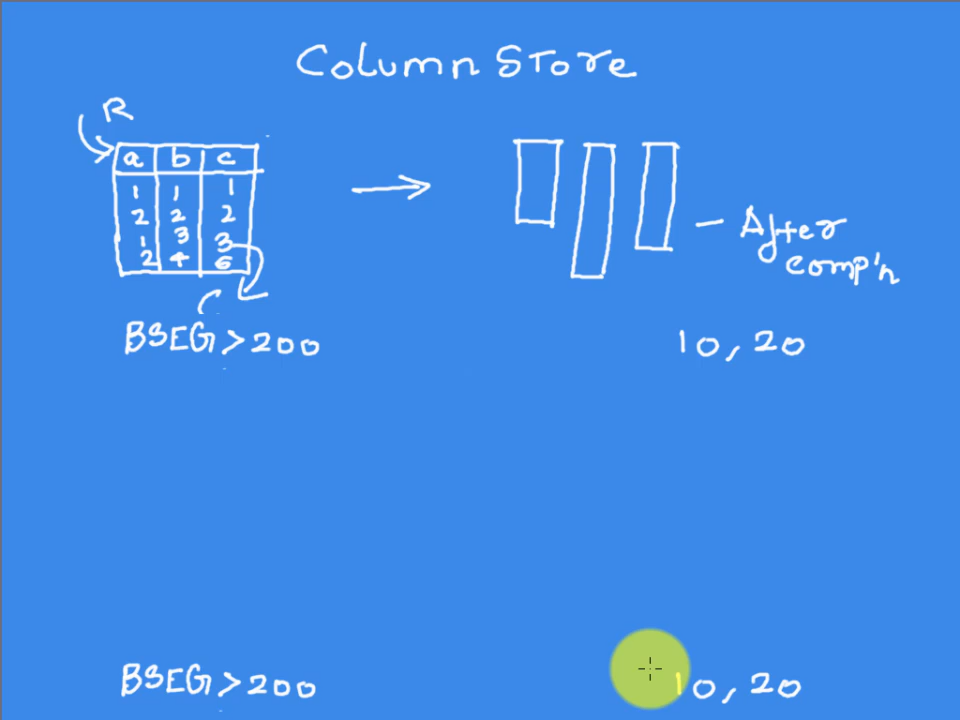 Column Store
R
a b c
1 1 1
2 2 2
1 3 3
2 4 6
C
- After
comp'n
BSEG > 200
10, 20
BSEG > 200
10, 20